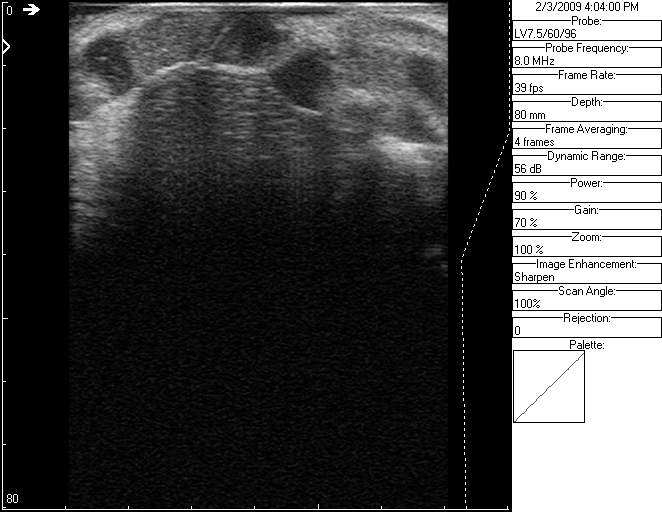 0
80
2/3/2009 4:04:00 PM
Probe:
LV7.5/60/96
Probe Frequency:
8.0 MHz
Frame Rate:
39 fps
Depth:
80 mm
Frame Averaging:
4 frames
Dynamic Range:
56 dB
Power:
90 %
Gain:
70 %
Zoom:
100 %
Image Enhancement:
Sharpen
Scan Angle:
100%
Rejection:
0
Palette: